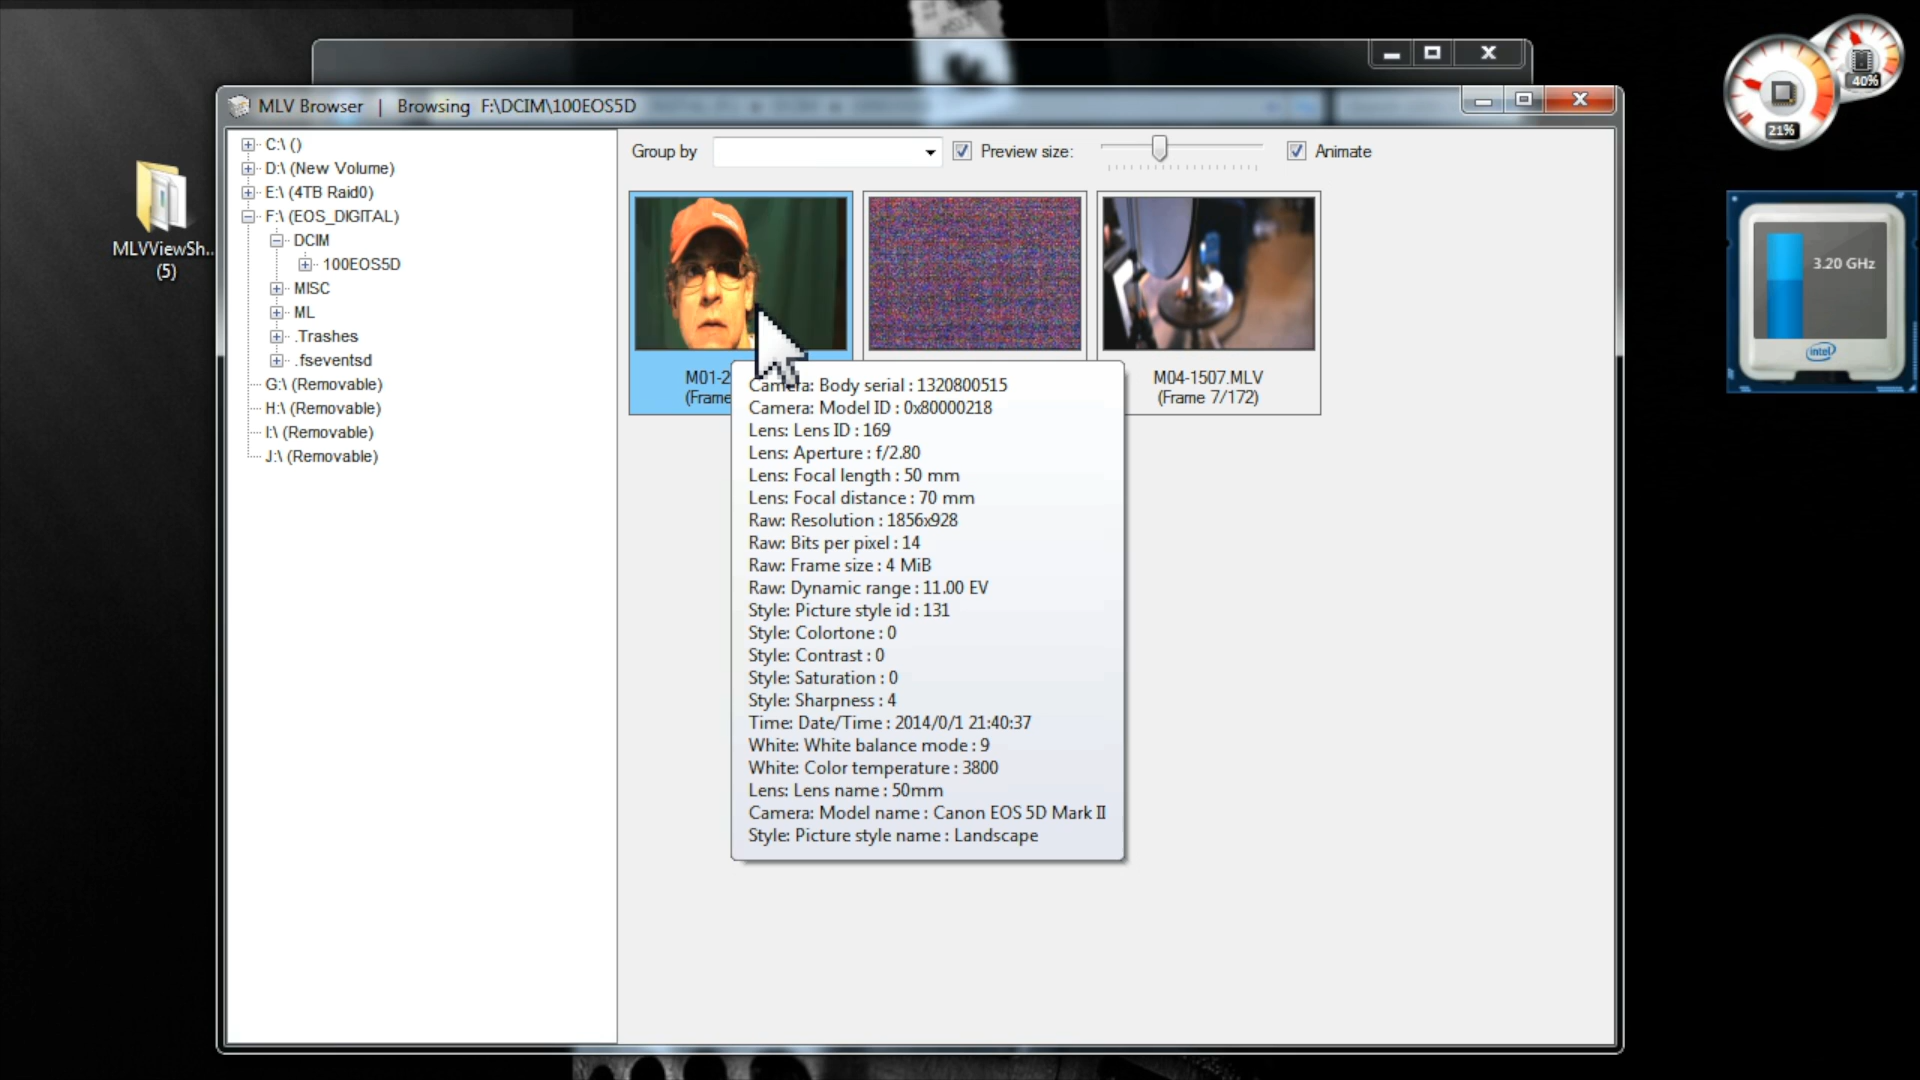 MLV Browser | Browsing F:\DCIM\100EOS5D
40%
21%
MLVViewSh...
(5)
C:\ ()
D:\ (New Volume)
E:\ (4TB Raid0)
F:\ (EOS_DIGITAL)
DCIM
100EOS5D
MISC
ML
.Trashes
.fseventsd
G:\ (Removable)
H:\ (Removable)
I:\ (Removable)
J:\ (Removable)
Group by
Preview size:
Animate
M01-2
(Frame
M04-1507.MLV
(Frame 7/172)
Camera: Body serial : 1320800515
Camera: Model ID : 0x80000218
Lens: Lens ID : 169
Lens: Aperture : f/2.80
Lens: Focal length : 50 mm
Lens: Focal distance : 70 mm
Raw: Resolution : 1856x928
Raw: Bits per pixel : 14
Raw: Frame size : 4 MiB
Raw: Dynamic range : 11.00 EV
Style: Picture style id : 131
Style: Colortone : 0
Style: Contrast : 0
Style: Saturation : 0
Style: Sharpness : 4
Time: Date/Time : 2014/0/1 21:40:37
White: White balance mode : 9
White: Color temperature : 3800
Lens: Lens name : 50mm
Camera: Model name : Canon EOS 5D Mark II
Style: Picture style name : Landscape
3.20 GHz
intel